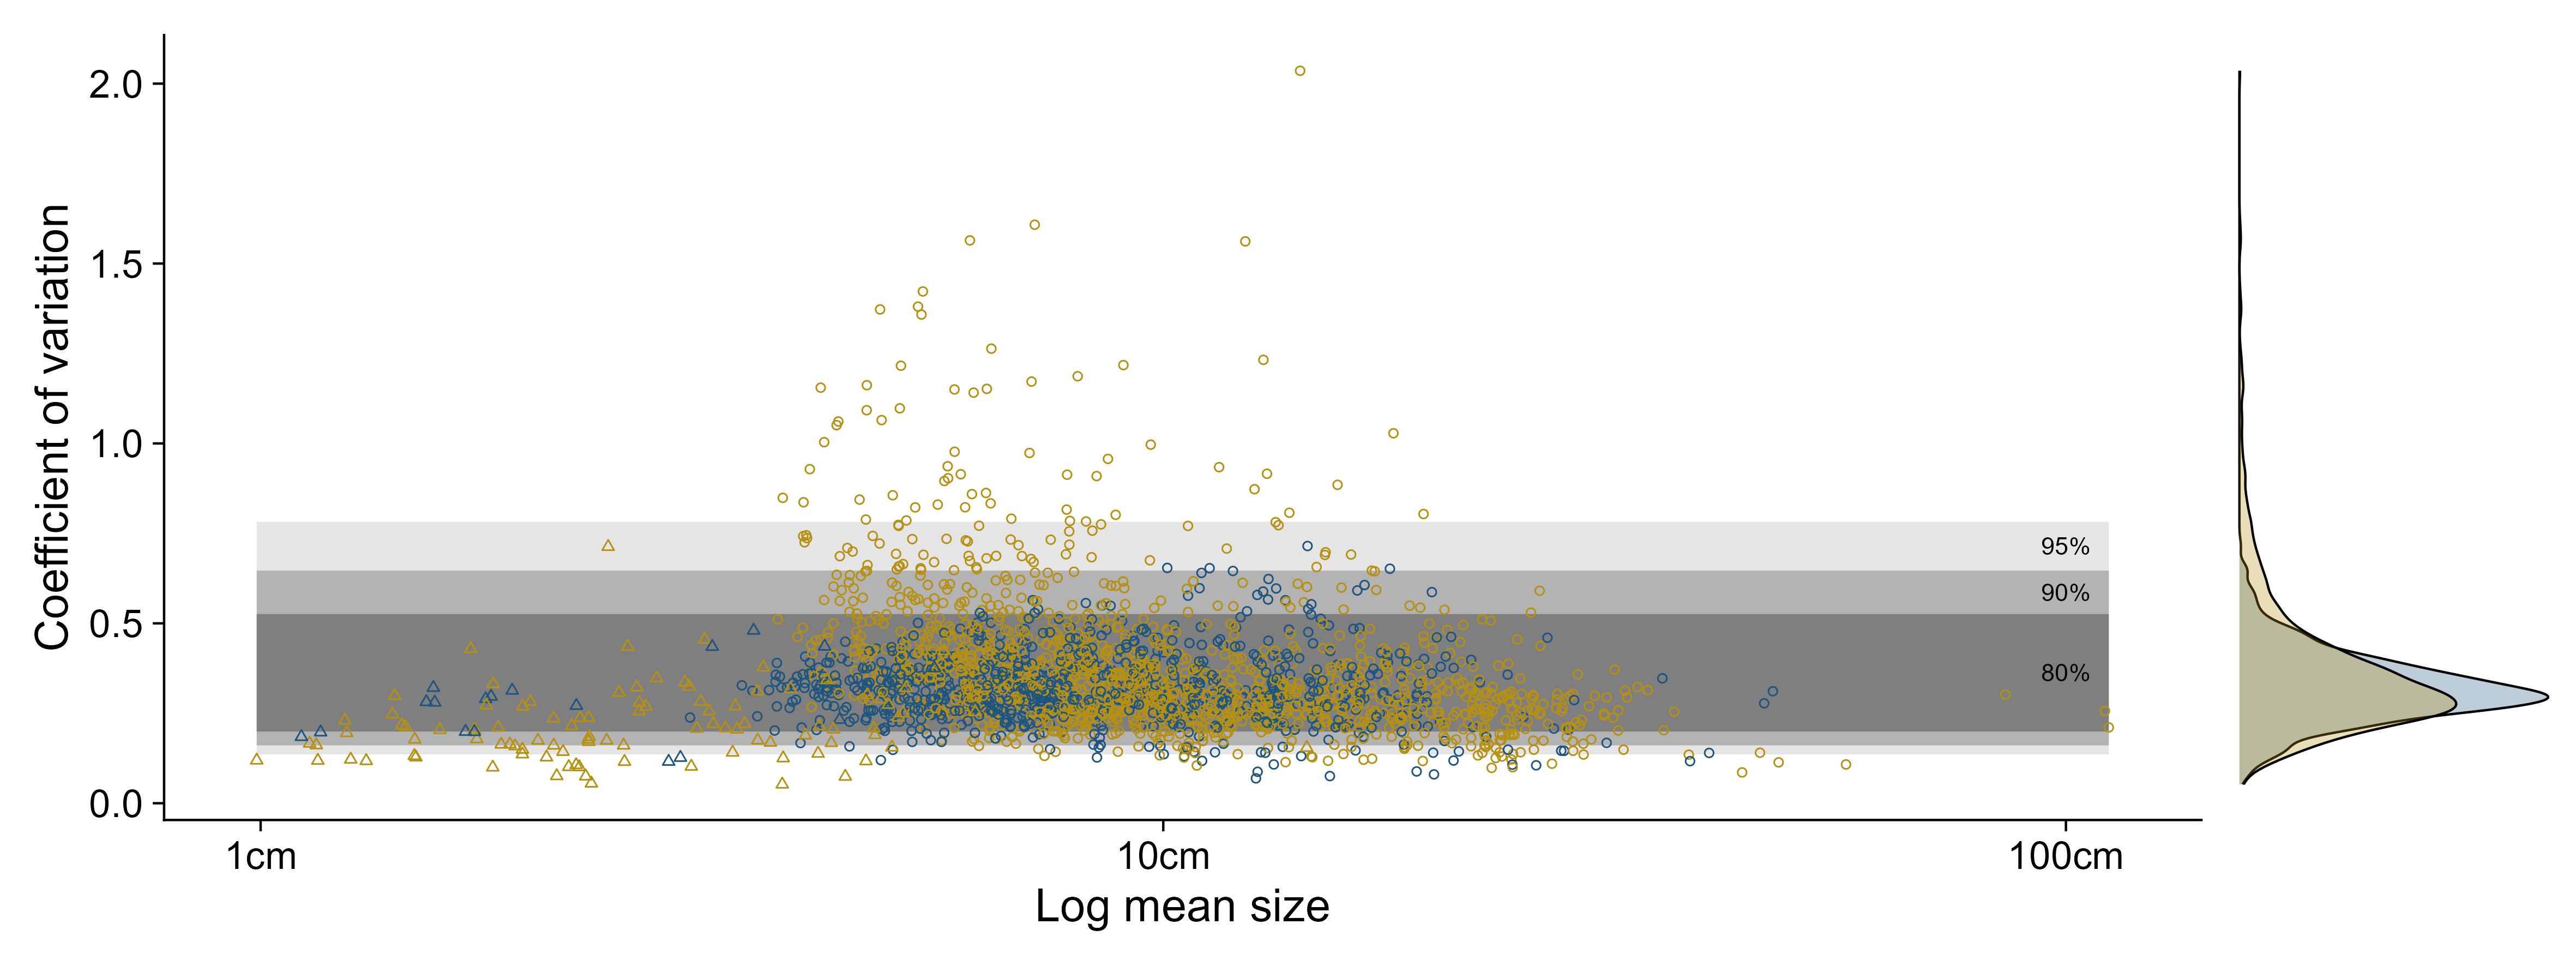 2.0
1.5
1.0
0.5
0.0
Coefficient of variation
95%
90%
80%
1cm
10cm
100cm
Log mean size